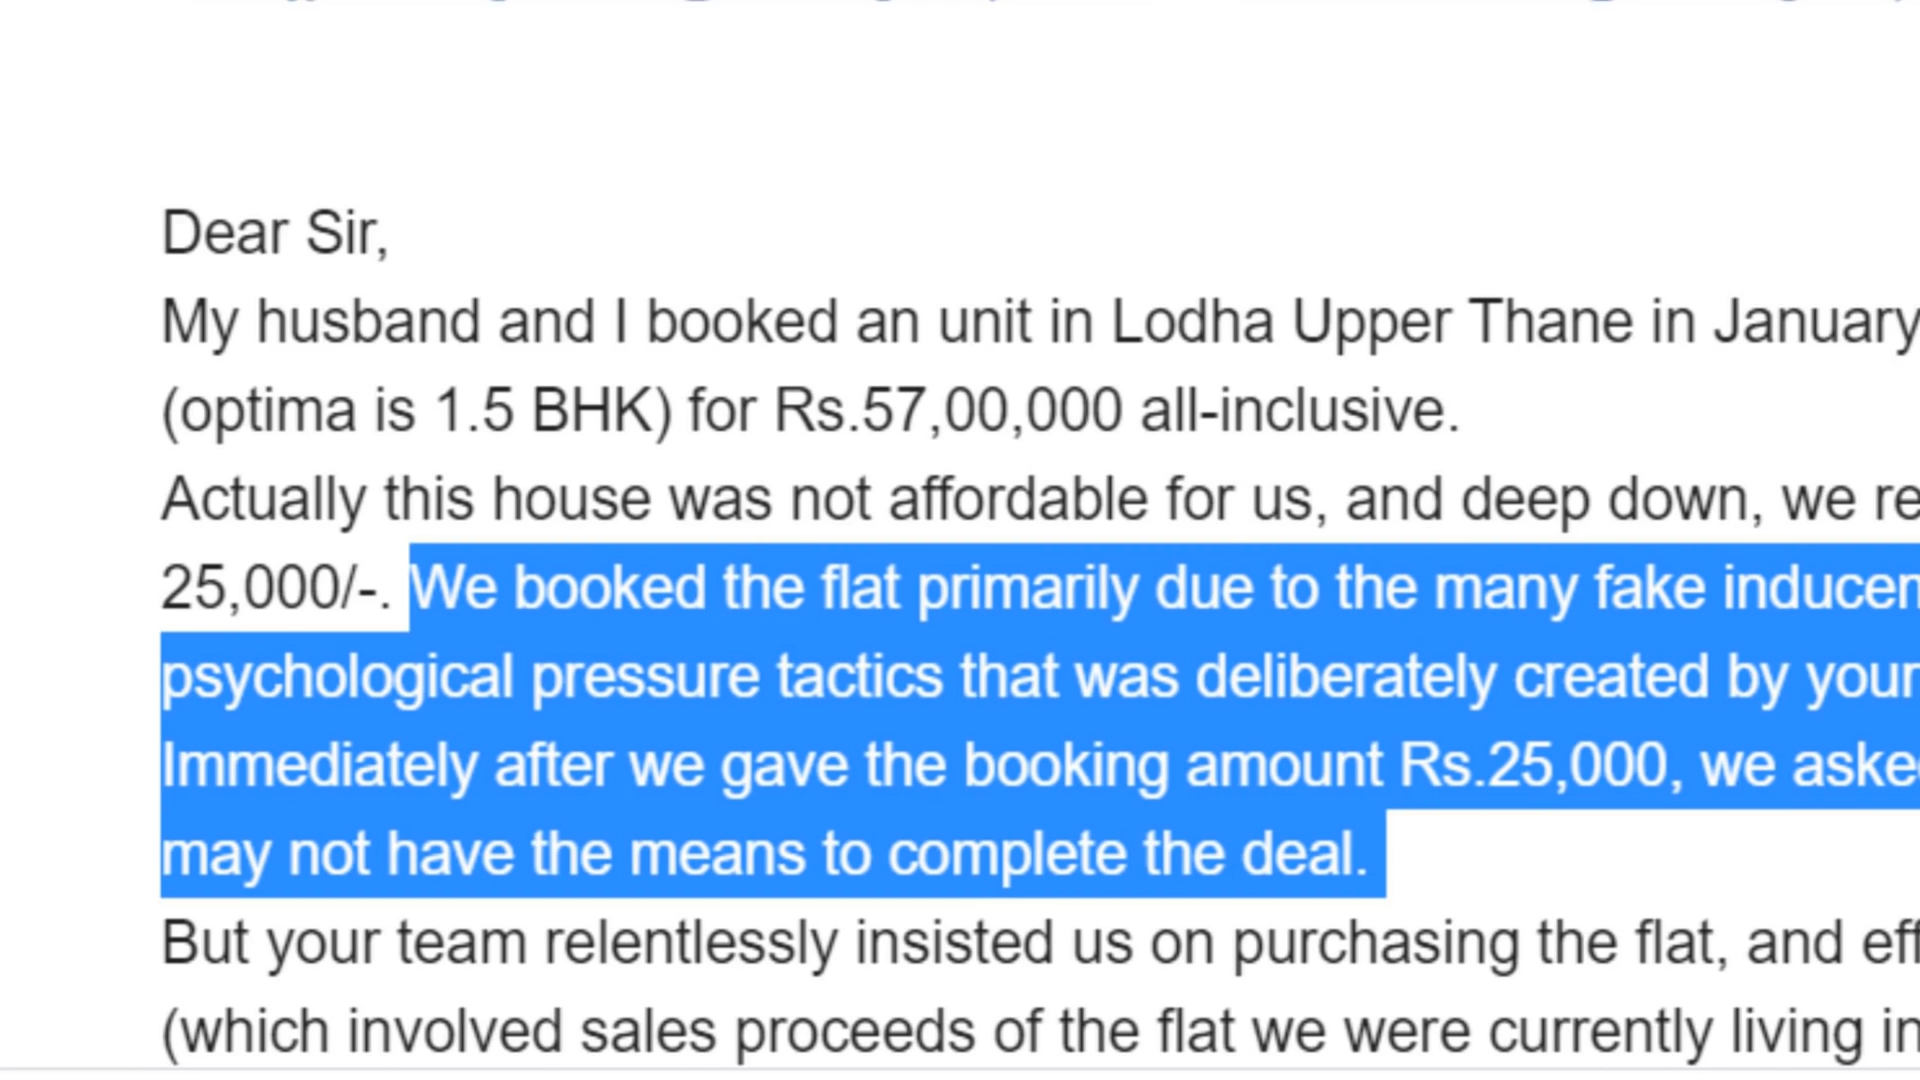 Dear Sir,
My husband and I booked an unit in Lodha Upper Thane in January
(optima is 1.5 BHK) for Rs.57,00,000 all-inclusive.
Actually this house was not affordable for us, and deep down, we re
25,000/-. We booked the flat primarily due to the many fake inducem
psychological pressure tactics that was deliberately created by your
Immediately after we gave the booking amount Rs.25,000, we aske
may not have the means to complete the deal.
But your team relentlessly insisted us on purchasing the flat, and eff
(which involved sales proceeds of the flat we were currently living in